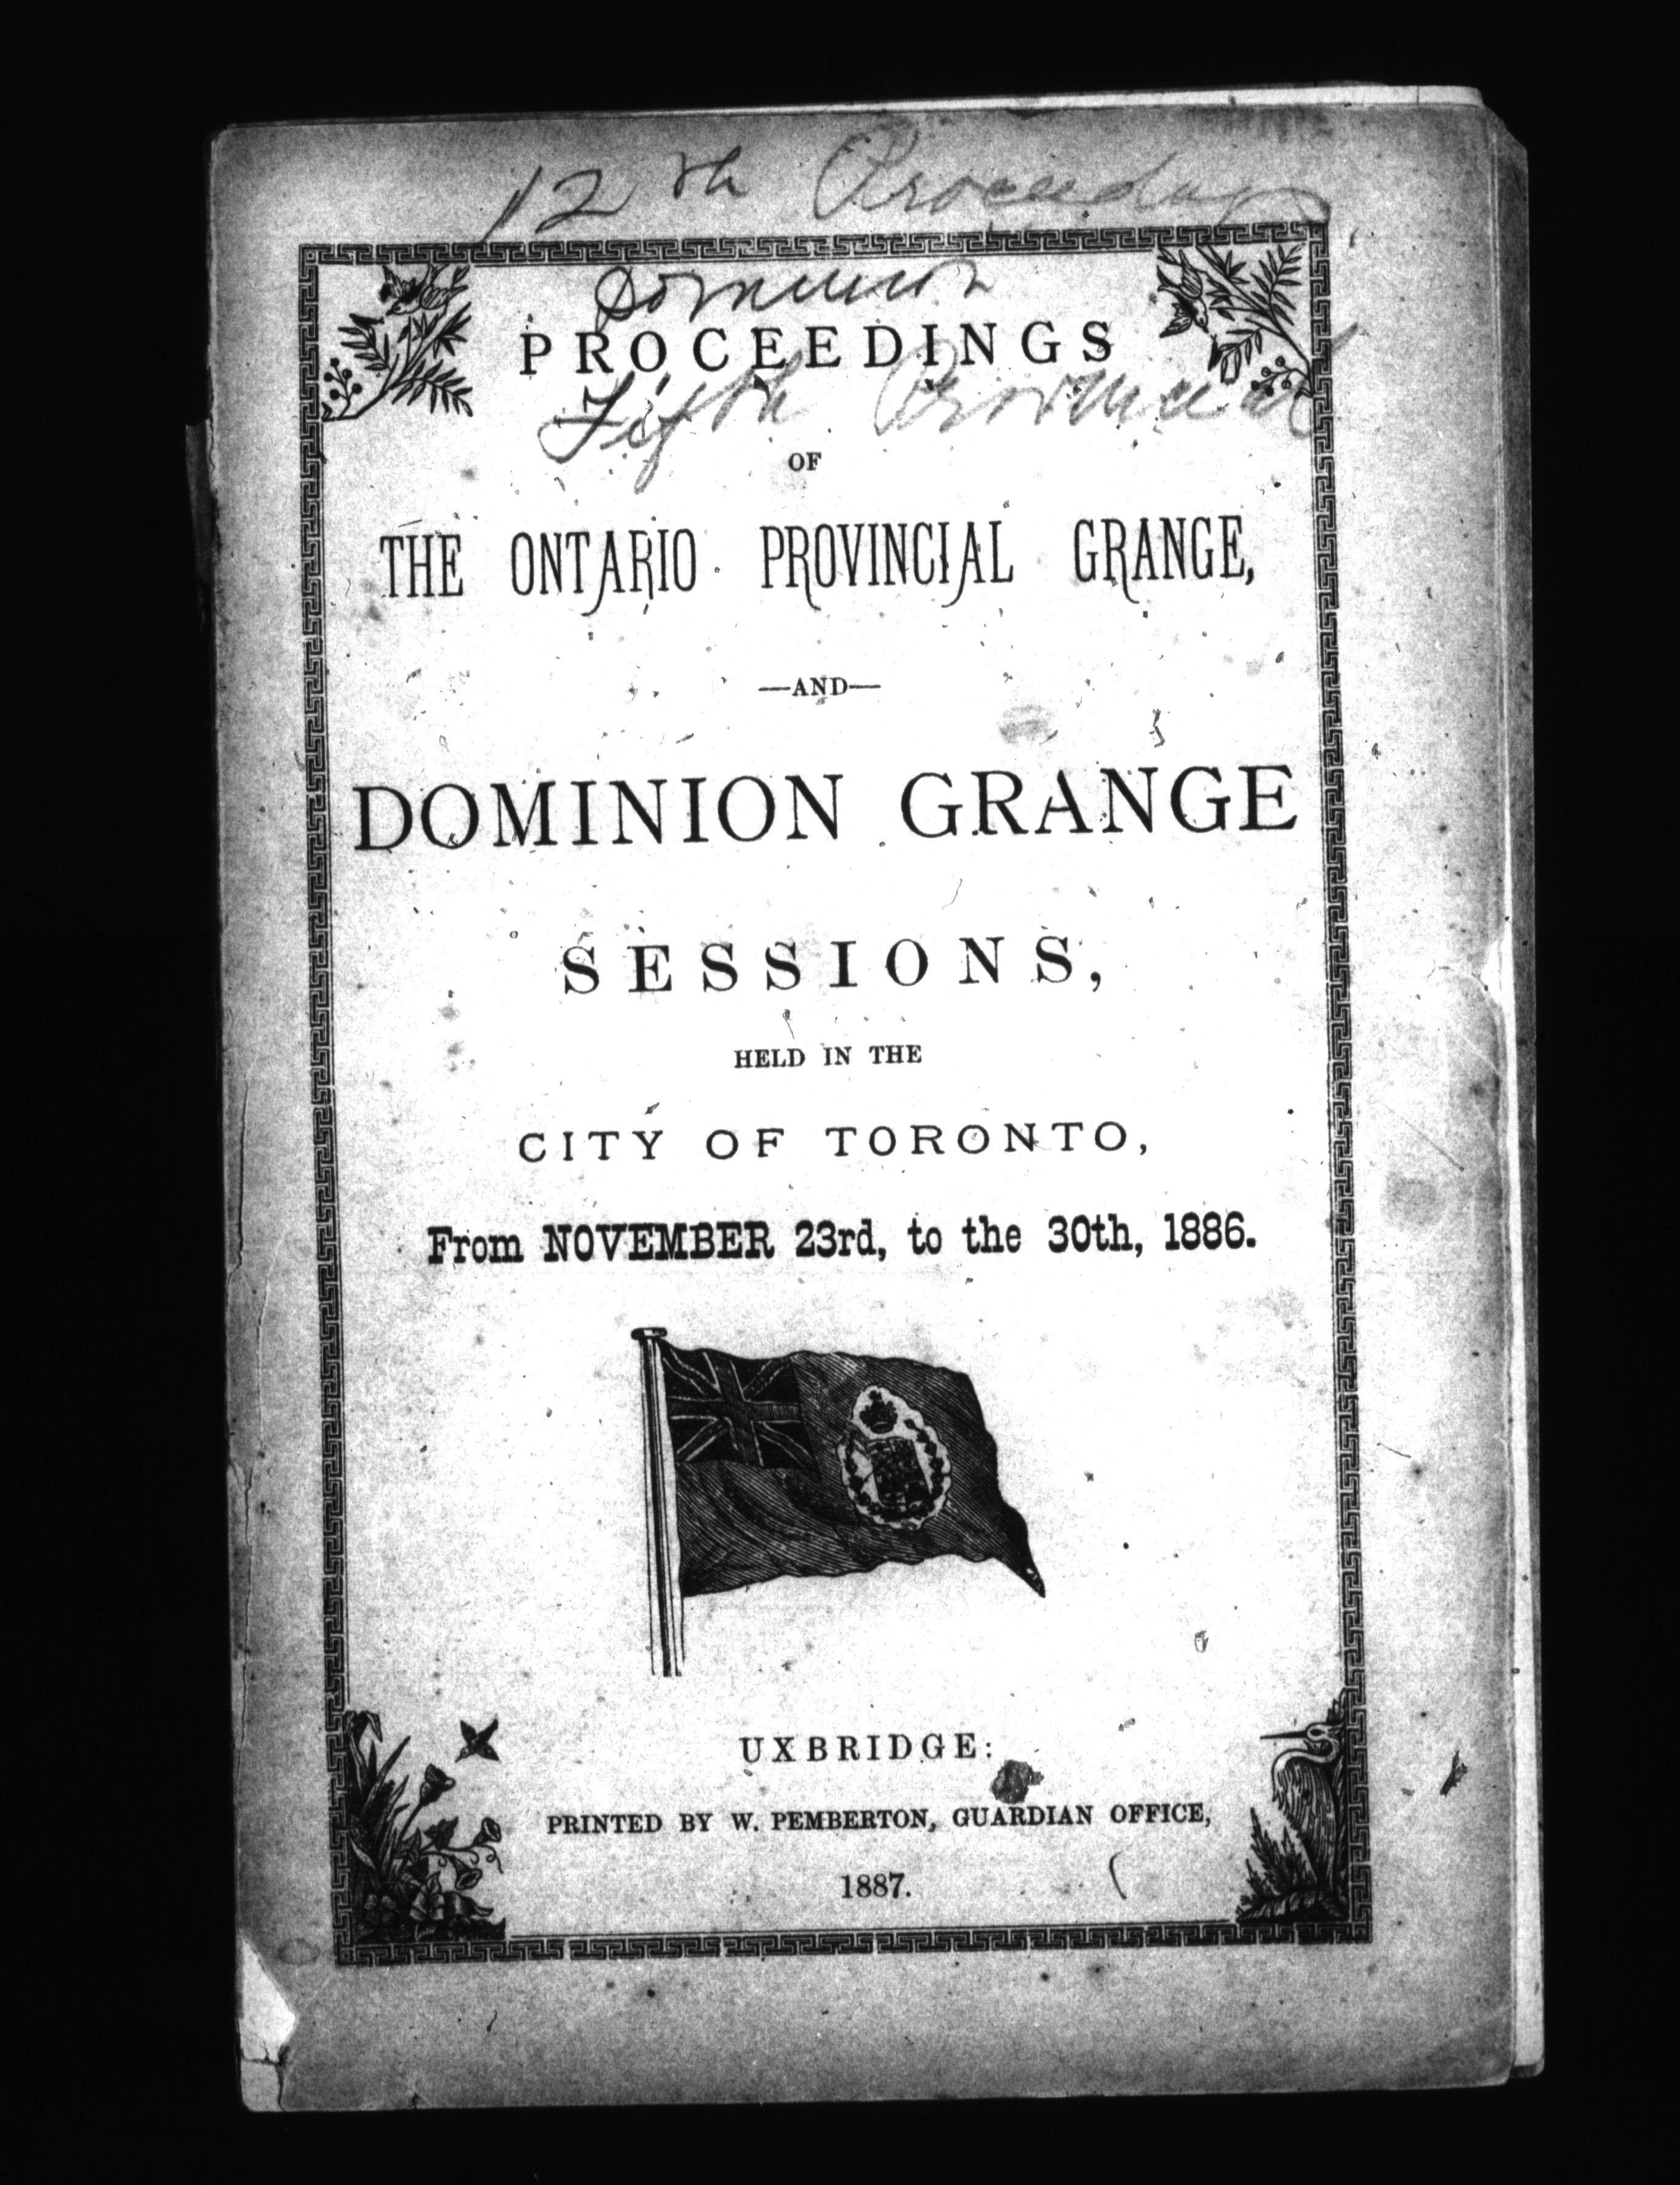 12th Proceedings
Dominion
PROCEEDINGS
Fifth Provincial
OF
THE ONTARIO PROVINCIAL GRANGE,
—AND—
DOMINION GRANGE
SESSIONS,
HELD IN THE
CITY OF TORONTO,
From NOVEMBER 23rd, to the 30th, 1886.
UXBRIDGE:
PRINTED BY W. PEMBERTON, GUARDIAN OFFICE,
1887.